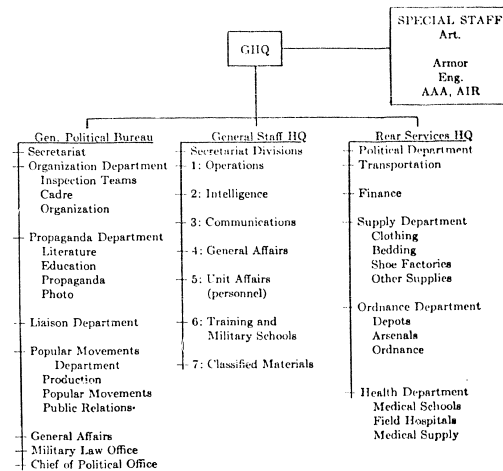 GHQ
SPECIAL STAFF
Art.
Armor
Eng.
AAA, AIR
Gen. Political Bureau
Secretariat
Organization Department
Inspection Teams
Cadre
Organization
Propaganda Department
Literature
Education
Propaganda
Photo
Liaison Department
Popular Movements
Department
Production
Popular Movements
Public Relations
General Affairs
Military Law Office
Chief of Political Office
General Staff HQ
Secretariat Divisions
1: Operations
2: Intelligence
3: Communications
4: General Affairs
5: Unit Affairs
(personnel)
6: Training and
Military Schools
7: Classified Materials
Rear Services HQ
Political Department
Transportation
Finance
Supply Department
Clothing
Bedding
Shoe Factories
Other Supplies
Ordnance Department
Depots
Arsenals
Ordnance
Health Department
Medical Schools
Field Hospitals
Medical Supply